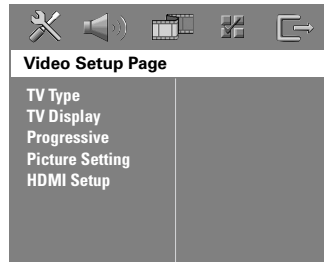 Video Setup Page
TV Type
TV Display
Progressive
Picture Setting
HDMI Setup